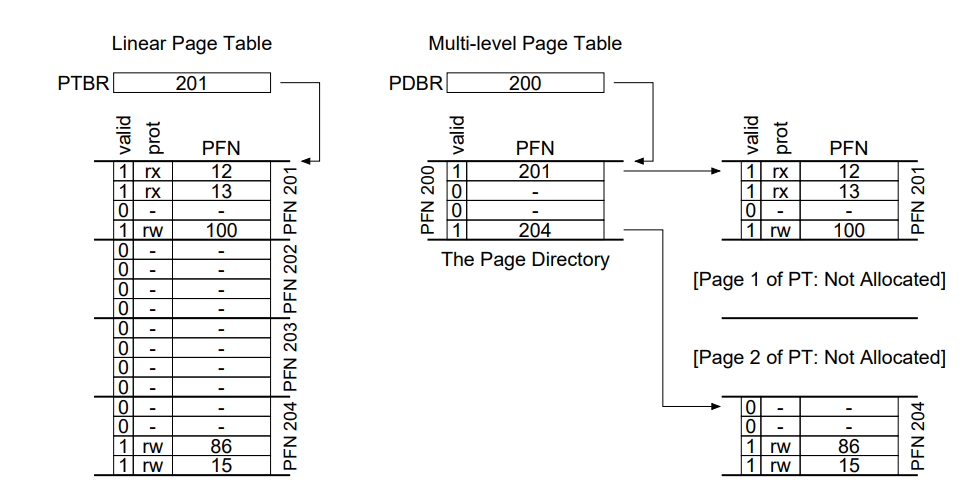 Linear Page Table
PTBR 201
valid prot PFN
1 rx 12
1 rx 13
0 - -
1 rw 100
PFN 201
0 - -
0 - -
0 - -
0 - -
PFN 202
0 - -
0 - -
0 - -
0 - -
PFN 203
0 - -
0 - -
1 rw 86
1 rw 15
PFN 204
Multi-level Page Table
PDBR 200
valid PFN
PFN 200
1 201
0 -
0 -
1 204
The Page Directory
valid prot PFN
1 rx 12
1 rx 13
0 - -
1 rw 100
PFN 201
[Page 1 of PT: Not Allocated]
[Page 2 of PT: Not Allocated]
0 - -
0 - -
1 rw 86
1 rw 15
PFN 204